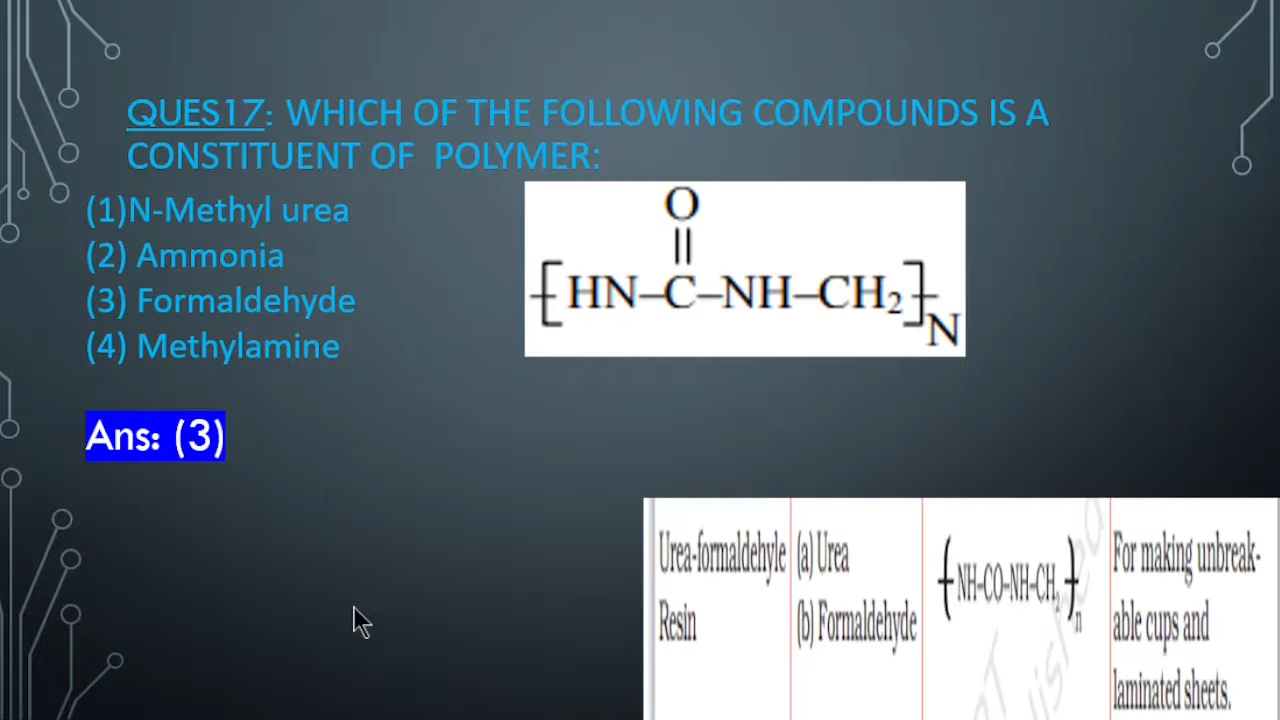 QUES17: WHICH OF THE FOLLOWING COMPOUNDS IS A
CONSTITUENT OF POLYMER:
(1)N-Methyl urea
(2) Ammonia
(3) Formaldehyde
(4) Methylamine
O
||
[HN–C–NH–CH₂]N
Ans: (3)
Urea-formaldehyle
Resin
(a) Urea
(b) Formaldehyde
(NH-CO-NH-CH₂)n
For making unbreak-
able cups and
laminated sheets.